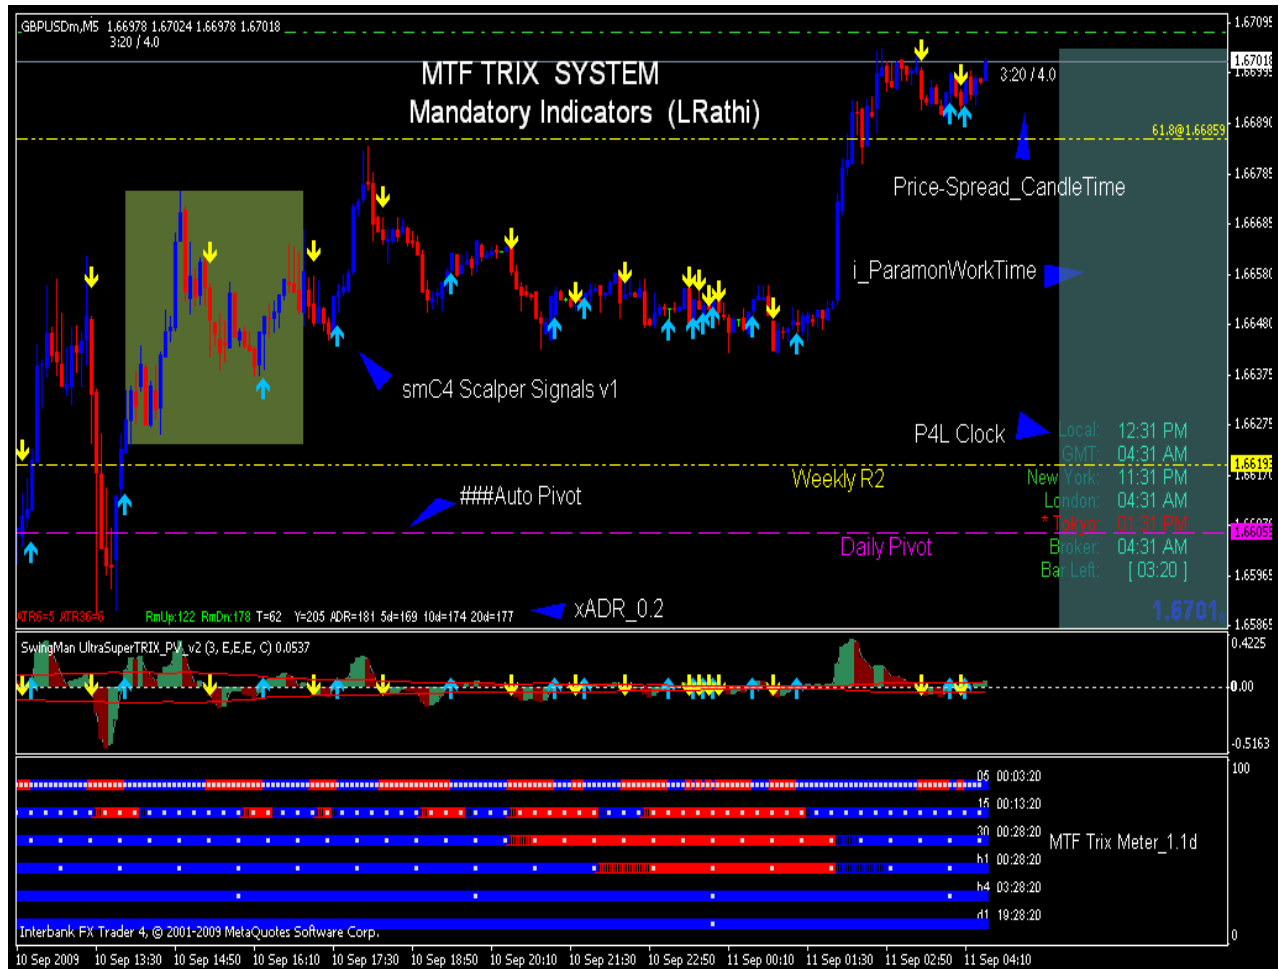 GBPUSDm,M5 1.66978 1.67024 1.66978 1.67018
3:20 / 4.0
MTF TRIX SYSTEM
Mandatory Indicators (LRathi)
3:20 / 4.0
61.8@1.66859
Price-Spread_CandleTime
i_ParamonWorkTime
smC4 Scalper Signals v1
P4L Clock
Local: 12:31 PM
GMT: 04:31 AM
New York: 11:31 PM
London: 04:31 AM
* Tokyo: 01:31 PM
Broker: 04:31 AM
Bar Left: [ 03:20 ]
Weekly R2
###Auto Pivot
Daily Pivot
xADR_0.2
ATR6=5 ATR36=6 RmUp:122 RmDn:178 T=62 Y=205 ADR=181 5d=169 10d=174 20d=177
1.6701
1.67095
1.67018
1.66995
1.66890
1.66785
1.66685
1.66580
1.66480
1.66375
1.66275
1.66193
1.66170
1.66055
1.65965
1.65865
SwingMan UltraSuperTRIX_PV_v2 (3, E,E,E, C) 0.0537
0.4225
0.00
-0.5163
05 00:03:20
15 00:13:20
30 00:28:20
h1 00:28:20
h4 03:28:20
d1 19:28:20
MTF Trix Meter_1.1d
100
0
Interbank FX Trader 4, © 2001-2009 MetaQuotes Software Corp.
10 Sep 2009 10 Sep 13:30 10 Sep 14:50 10 Sep 16:10 10 Sep 17:30 10 Sep 18:50 10 Sep 20:10 10 Sep 21:30 10 Sep 22:50 11 Sep 00:10 11 Sep 01:30 11 Sep 02:50 11 Sep 04:10